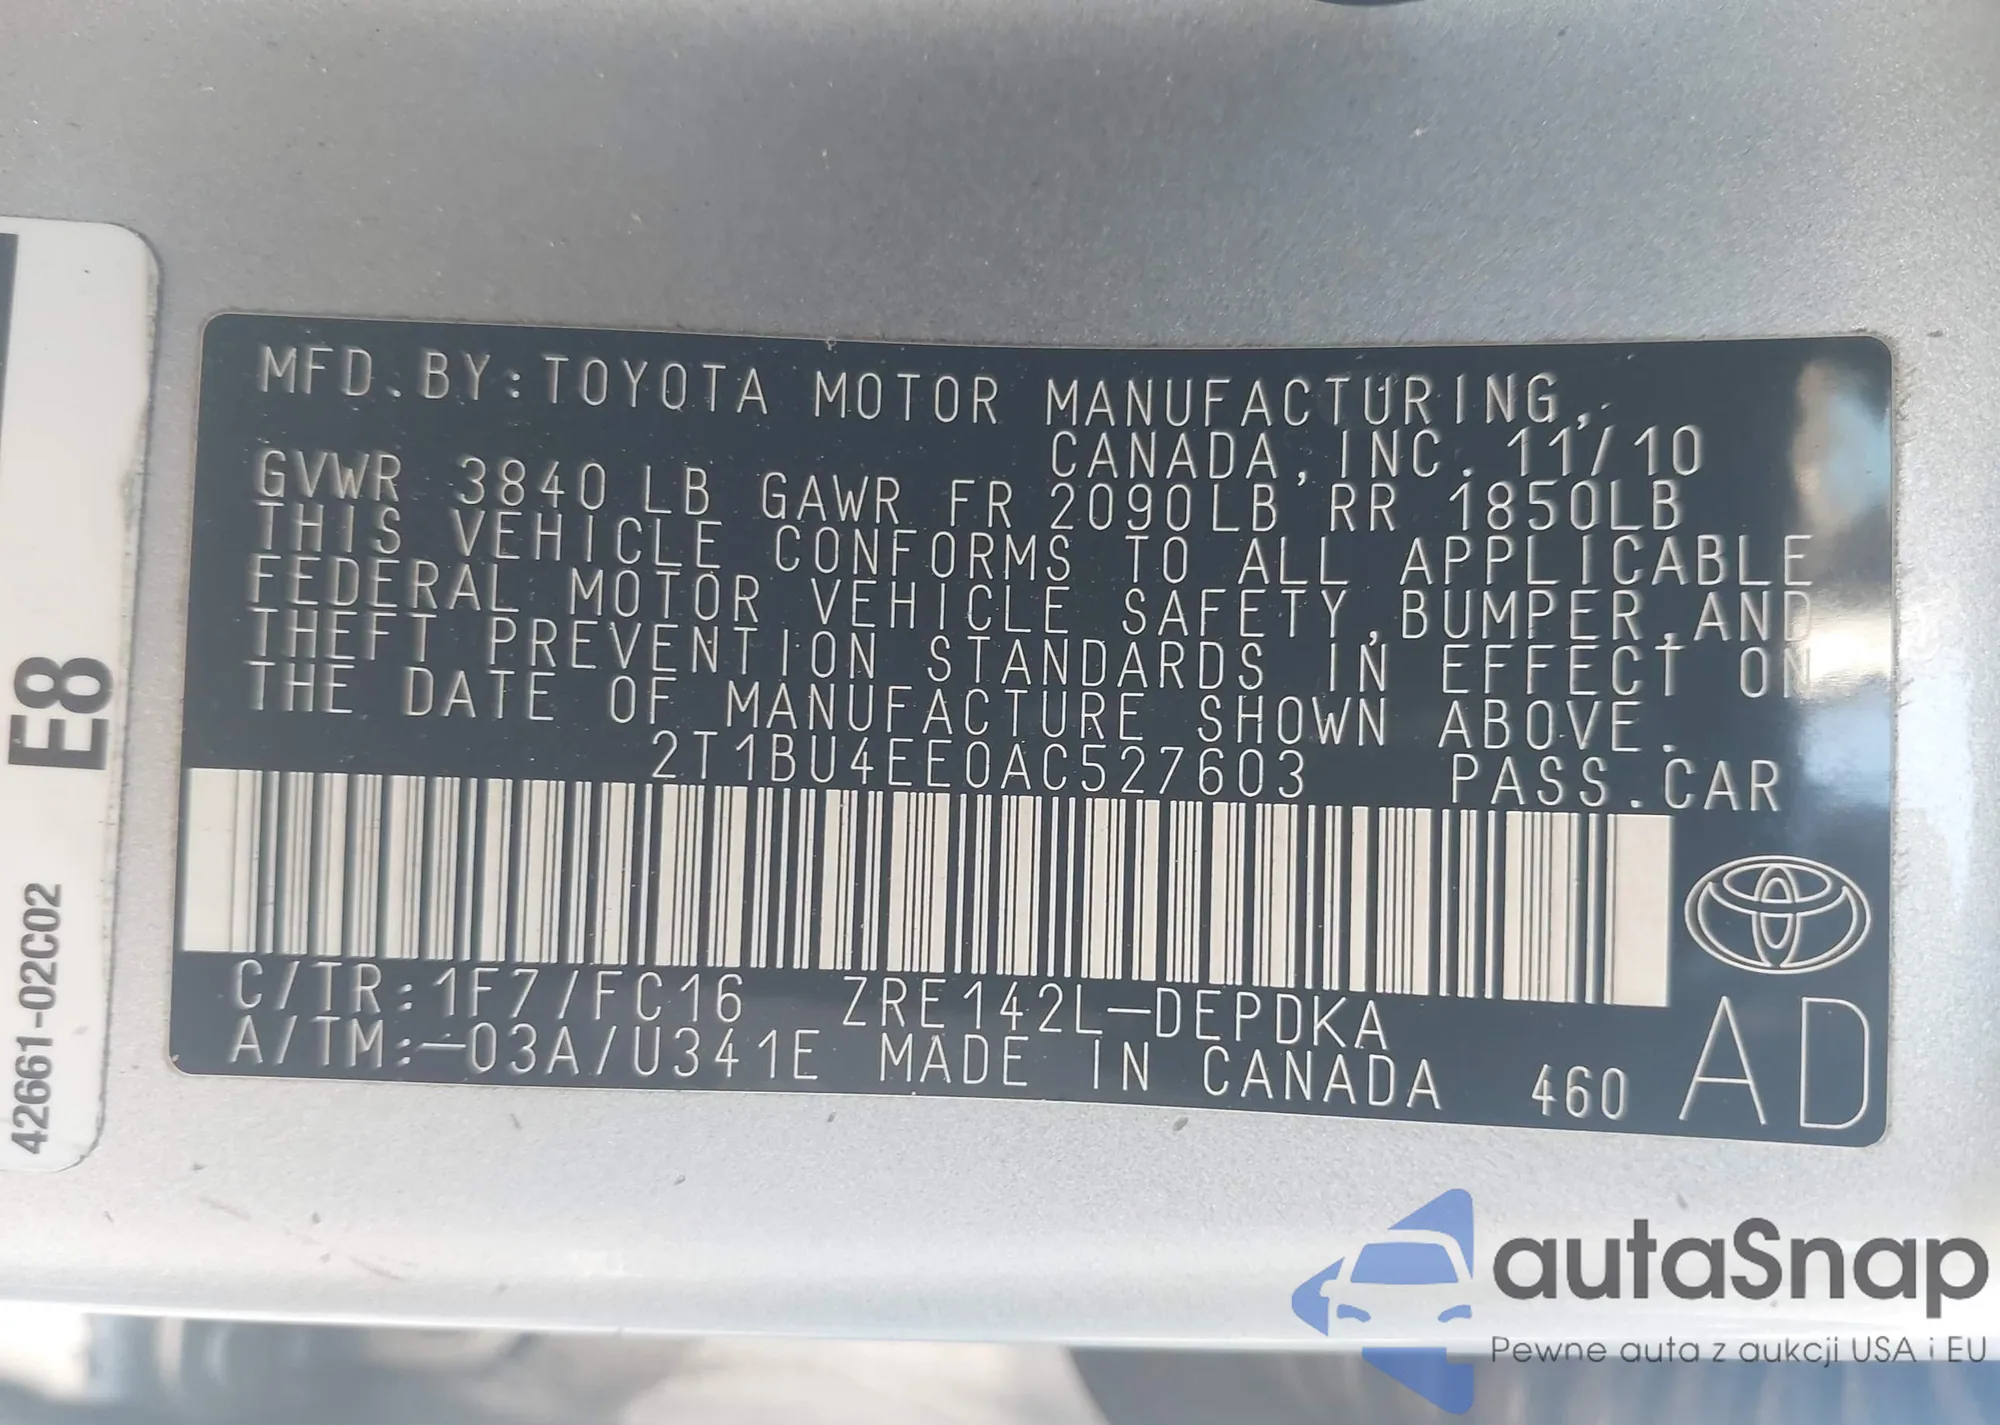 MFD.BY:TOYOTA MOTOR MANUFACTURING,
CANADA,INC. 11/10
GVWR 3840 LB GAWR FR 2090LB RR 1850LB
THIS VEHICLE CONFORMS TO ALL APPLICABLE
FEDERAL MOTOR VEHICLE SAFETY,BUMPER,AND
THEFT PREVENTION STANDARDS IN EFFECT ON
THE DATE OF MANUFACTURE SHOWN ABOVE.
2T1BU4EE0AC527603 PASS.CAR
C/TR:1F7/FC16 ZRE142L-DEPDKA
A/TM:-03A/U341E MADE IN CANADA 460 AD
E8
42661-02C02
autaSnap
Pewne auta z aukcji USA i EU